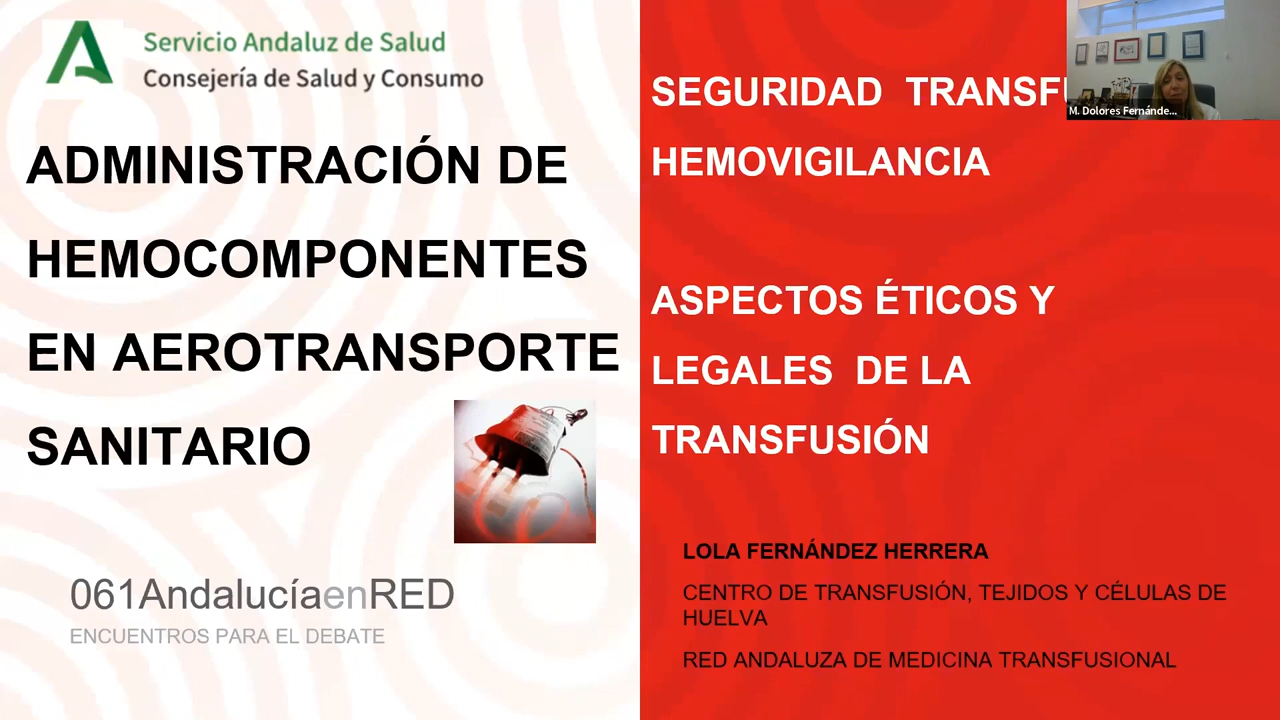 Servicio Andaluz de Salud
Consejería de Salud y Consumo
ADMINISTRACIÓN DE
HEMOCOMPONENTES
EN AEROTRANSPORTE
SANITARIO
061AndalucíaenRED
ENCUENTROS PARA EL DEBATE
SEGURIDAD
M. Dolores Fernánde...
HEMOVIGILANCIA
ASPECTOS ÉTICOS Y
LEGALES DE LA
TRANSFUSIÓN
LOLA FERNÁNDEZ HERRERA
CENTRO DE TRANSFUSIÓN, TEJIDOS Y CÉLULAS DE
HUELVA
RED ANDALUZA DE MEDICINA TRANSFUSIONAL